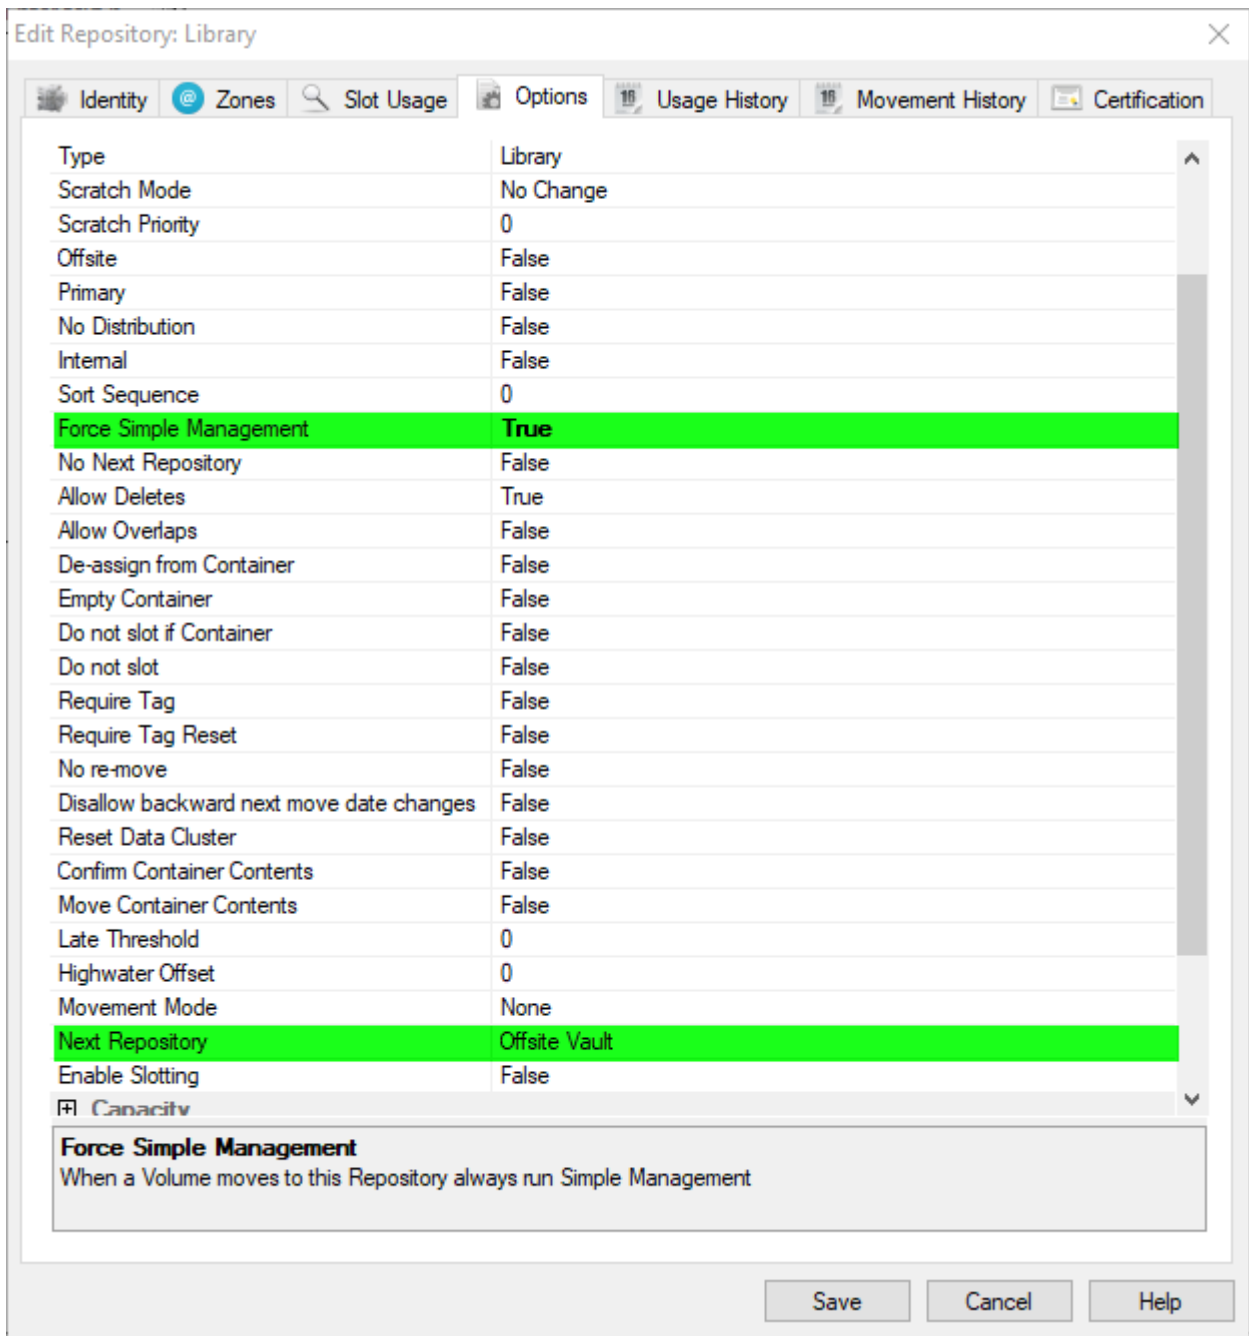 Edit Repository: Library
Identity Zones Slot Usage Options 16 Usage History 16 Movement History Certification
Type Library
Scratch Mode No Change
Scratch Priority 0
Offsite False
Primary False
No Distribution False
Internal False
Sort Sequence 0
Force Simple Management True
No Next Repository False
Allow Deletes True
Allow Overlaps False
De-assign from Container False
Empty Container False
Do not slot if Container False
Do not slot False
Require Tag False
Require Tag Reset False
No re-move False
Disallow backward next move date changes False
Reset Data Cluster False
Confirm Container Contents False
Move Container Contents False
Late Threshold 0
Highwater Offset 0
Movement Mode None
Next Repository Offsite Vault
Enable Slotting False
Capacity
Force Simple Management
When a Volume moves to this Repository always run Simple Management
Save Cancel Help